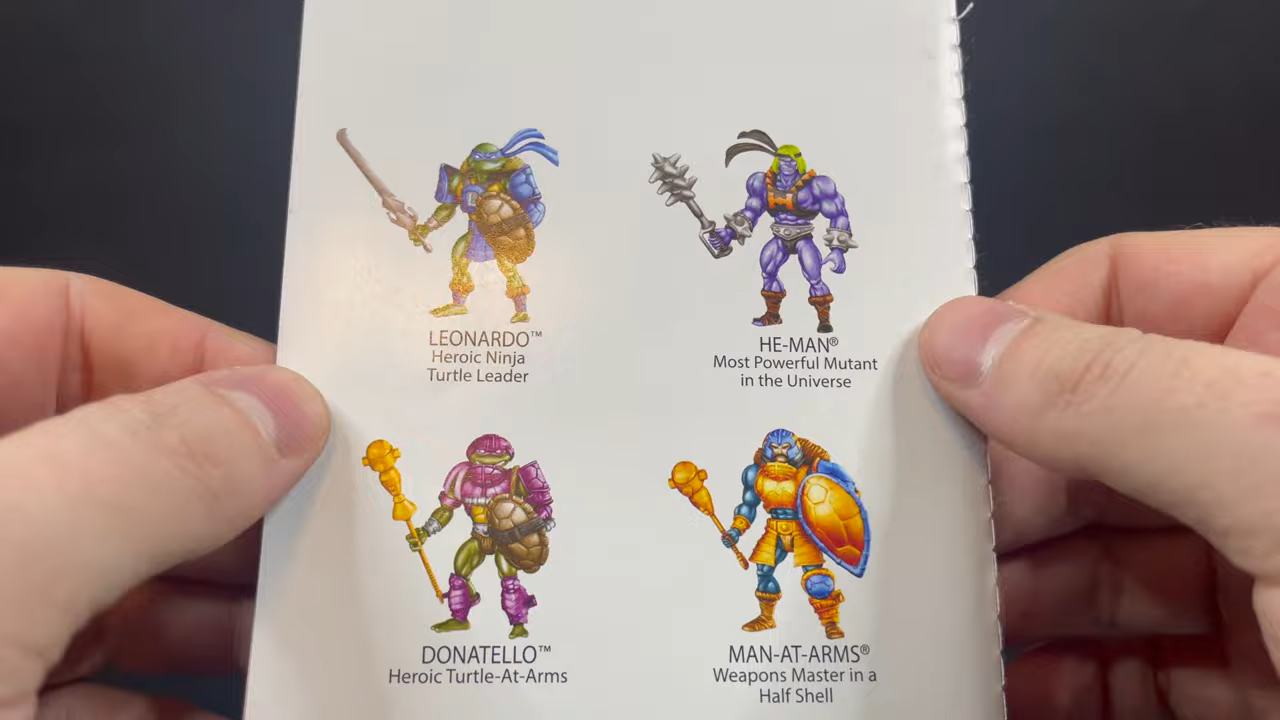 LEONARDO™
Heroic Ninja
Turtle Leader
HE-MAN®
Most Powerful Mutant
in the Universe
DONATELLO™
Heroic Turtle-At-Arms
MAN-AT-ARMS®
Weapons Master in a
Half Shell